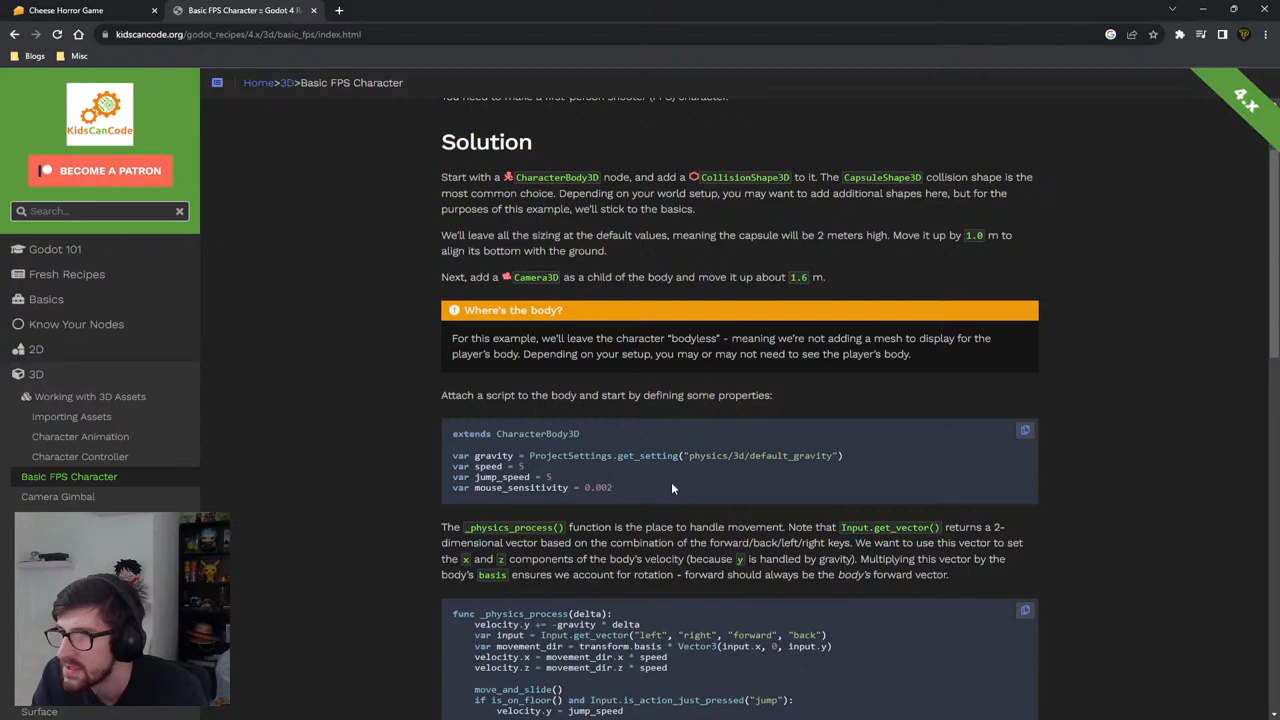 Cheese Horror Game
Basic FPS Character :: Godot 4 R
kidscancode.org/godot_recipes/4.x/3d/basic_fps/index.html
Blogs
Misc
KidsCanCode
BECOME A PATRON
Search...
Godot 101
Fresh Recipes
Basics
Know Your Nodes
2D
3D
Working with 3D Assets
Importing Assets
Character Animation
Character Controller
Basic FPS Character
Camera Gimbal
Surface
Home>3D>Basic FPS Character
4.x
You need to make a first-person shooter (FPS) character.
Solution
Start with a CharacterBody3D node, and add a CollisionShape3D to it. The CapsuleShape3D collision shape is the
most common choice. Depending on your world setup, you may want to add additional shapes here, but for the
purposes of this example, we'll stick to the basics.
We'll leave all the sizing at the default values, meaning the capsule will be 2 meters high. Move it up by 1.0 m to
align its bottom with the ground.
Next, add a Camera3D as a child of the body and move it up about 1.6 m.
Where's the body?
For this example, we'll leave the character "bodyless" - meaning we're not adding a mesh to display for the
player's body. Depending on your setup, you may or may not need to see the player's body.
Attach a script to the body and start by defining some properties:
extends CharacterBody3D
var gravity = ProjectSettings.get_setting("physics/3d/default_gravity")
var speed = 5
var jump_speed = 5
var mouse_sensitivity = 0.002
The _physics_process() function is the place to handle movement. Note that Input.get_vector() returns a 2-
dimensional vector based on the combination of the forward/back/left/right keys. We want to use this vector to set
the x and z components of the body's velocity (because y is handled by gravity). Multiplying this vector by the
body's basis ensures we account for rotation - forward should always be the body's forward vector.
func _physics_process(delta):
velocity.y += -gravity * delta
var input = Input.get_vector("left", "right", "forward", "back")
var movement_dir = transform.basis * Vector3(input.x, 0, input.y)
velocity.x = movement_dir.x * speed
velocity.z = movement_dir.z * speed
move_and_slide()
if is_on_floor() and Input.is_action_just_pressed("jump"):
velocity.y = jump_speed